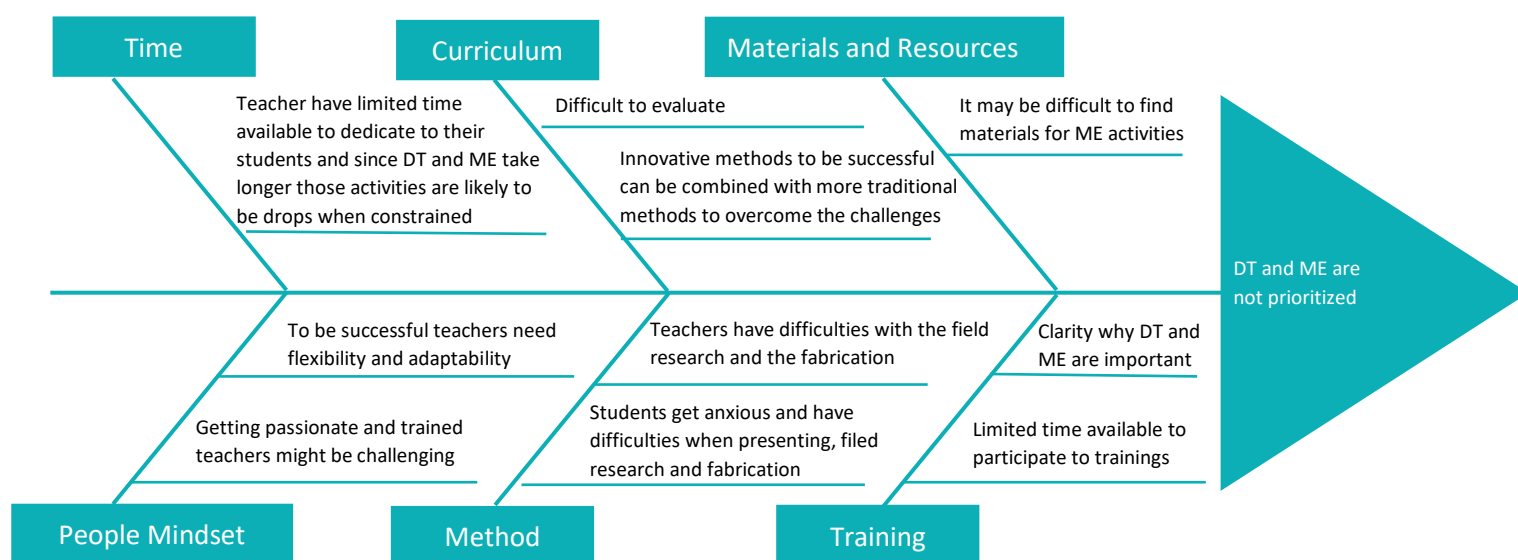 Time
Curriculum
Materials and Resources
Teacher have limited time
available to dedicate to their
students and since DT and ME take
longer those activities are likely to
be drops when constrained
Difficult to evaluate
Innovative methods to be successful
can be combined with more traditional
methods to overcome the challenges
It may be difficult to find
materials for ME activities
DT and ME are
not prioritized
To be successful teachers need
flexibility and adaptability
Getting passionate and trained
teachers might be challenging
Teachers have difficulties with the field
research and the fabrication
Students get anxious and have
difficulties when presenting, filed
research and fabrication
Clarity why DT and
ME are important
Limited time available to
participate to trainings
People Mindset
Method
Training